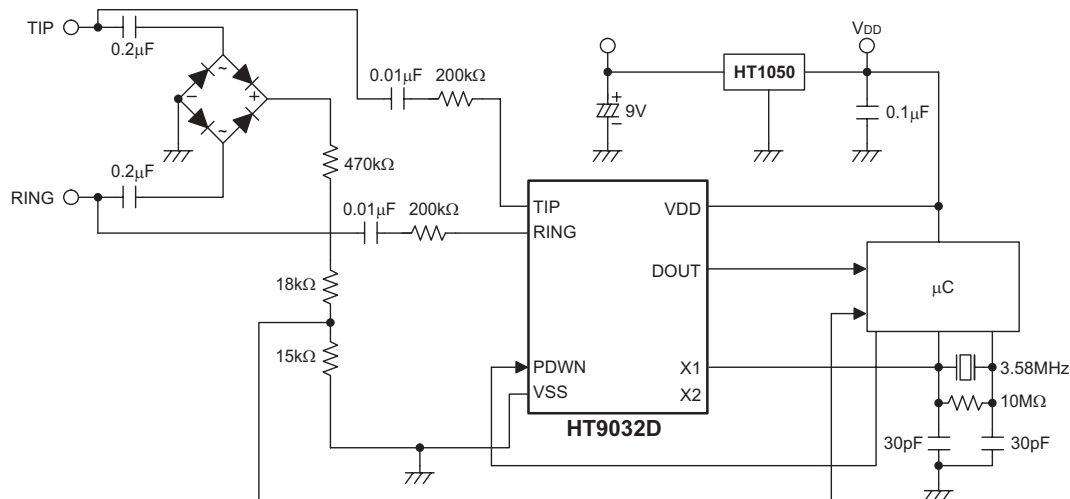 TIP
0.2μF
~
−
+
~
0.2μF
RING
0.01μF
200kΩ
470kΩ
0.01μF
200kΩ
18kΩ
15kΩ
+
−
9V
HT1050
VDD
0.1μF
TIP
RING
PDWN
VSS
VDD
DOUT
X1
X2
HT9032D
μC
3.58MHz
10MΩ
30pF
30pF